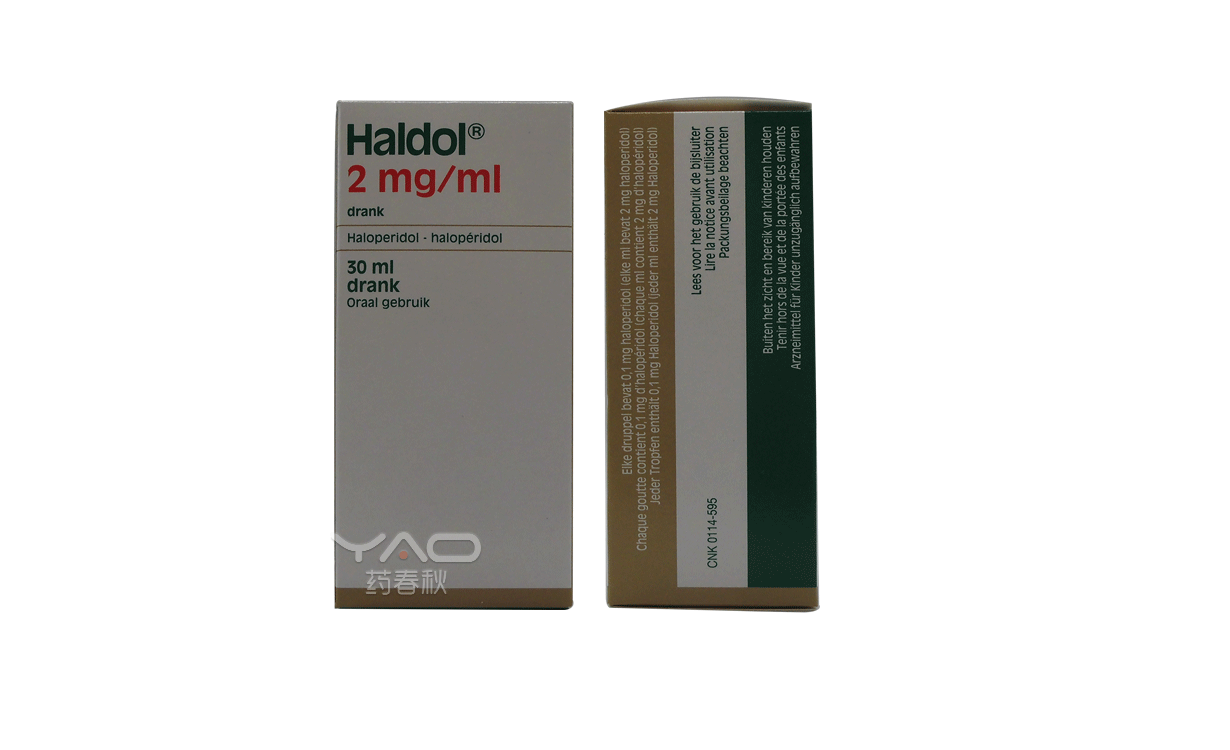 Haldol®
2 mg/ml
drank
Haloperidol - halopéridol
30 ml
drank
Oraal gebruik
YAO
药春秋
Elke druppel bevat 0,1 mg haloperidol (elke ml bevat 2 mg haloperidol)
Chaque goutte contient 0,1 mg d'halopéridol (chaque ml contient 2 mg d'halopéridol)
Jeder Tropfen enthält 0,1 mg Haloperidol (jeder ml enthält 2 mg Haloperidol)
Lees voor het gebruik de bijsluiter
Lire la notice avant utilisation
Packungsbeilage beachten
CNK 0114-595
Buiten het zicht en bereik van kinderen houden
Tenir hors de la vue et de la portée des enfants
Arzneimittel für Kinder unzugänglich aufbewahren